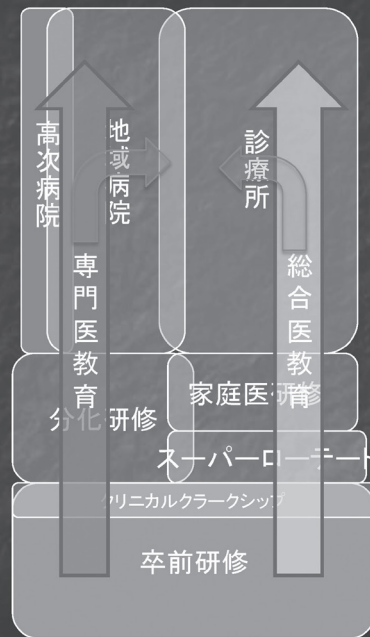 高次病院
地域病院
診療所
専門医教育
総合医教育
家庭医研修
分化研修
スーパーローテート
クリニカルクラークシップ
卒前研修